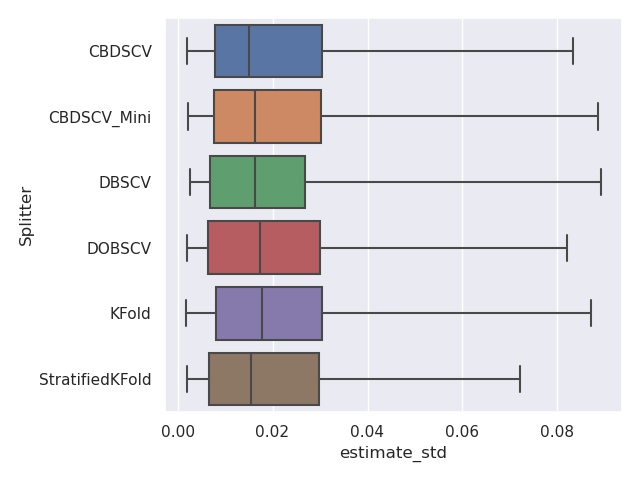 CBDSCV
CBDSCV_Mini
DBSCV
DOBSCV
KFold
StratifiedKFold
Splitter
0.00 0.02 0.04 0.06 0.08
estimate_std